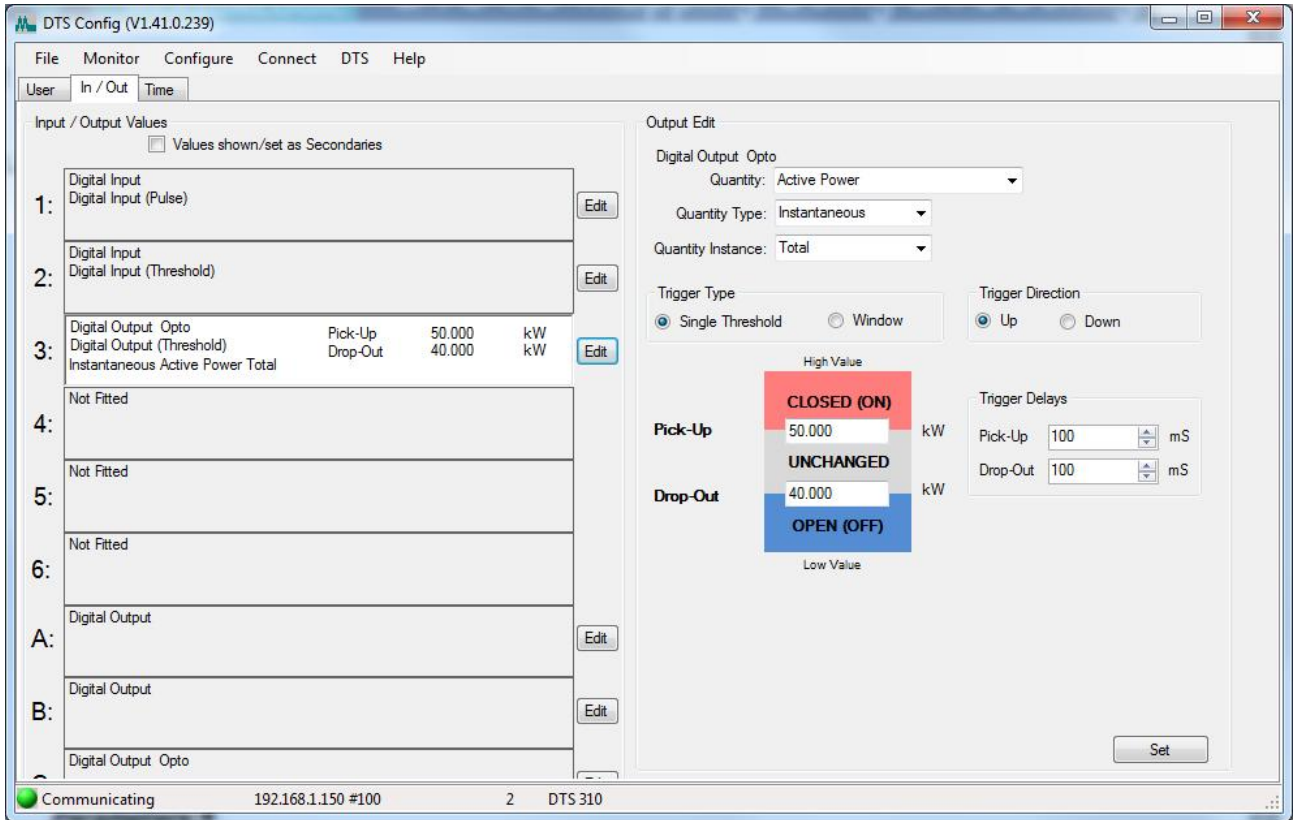 DTS Config (V1.41.0.239)
File Monitor Configure Connect DTS Help
User In / Out Time
Input / Output Values
Values shown/set as Secondaries
1:
Digital Input
Digital Input (Pulse)
Edit
2:
Digital Input
Digital Input (Threshold)
Edit
3:
Digital Output Opto Pick-Up 50.000 kW
Digital Output (Threshold) Drop-Out 40.000 kW
Instantaneous Active Power Total
Edit
4:
Not Fitted
5:
Not Fitted
6:
Not Fitted
A:
Digital Output
Edit
B:
Digital Output
Edit
Digital Output Opto
Output Edit
Digital Output Opto
Quantity: Active Power
Quantity Type: Instantaneous
Quantity Instance: Total
Trigger Type
Single Threshold Window
Trigger Direction
Up Down
High Value
CLOSED (ON)
Pick-Up 50.000 kW
UNCHANGED
Drop-Out 40.000 kW
OPEN (OFF)
Low Value
Trigger Delays
Pick-Up 100 mS
Drop-Out 100 mS
Set
Communicating 192.168.1.150 #100 2 DTS 310